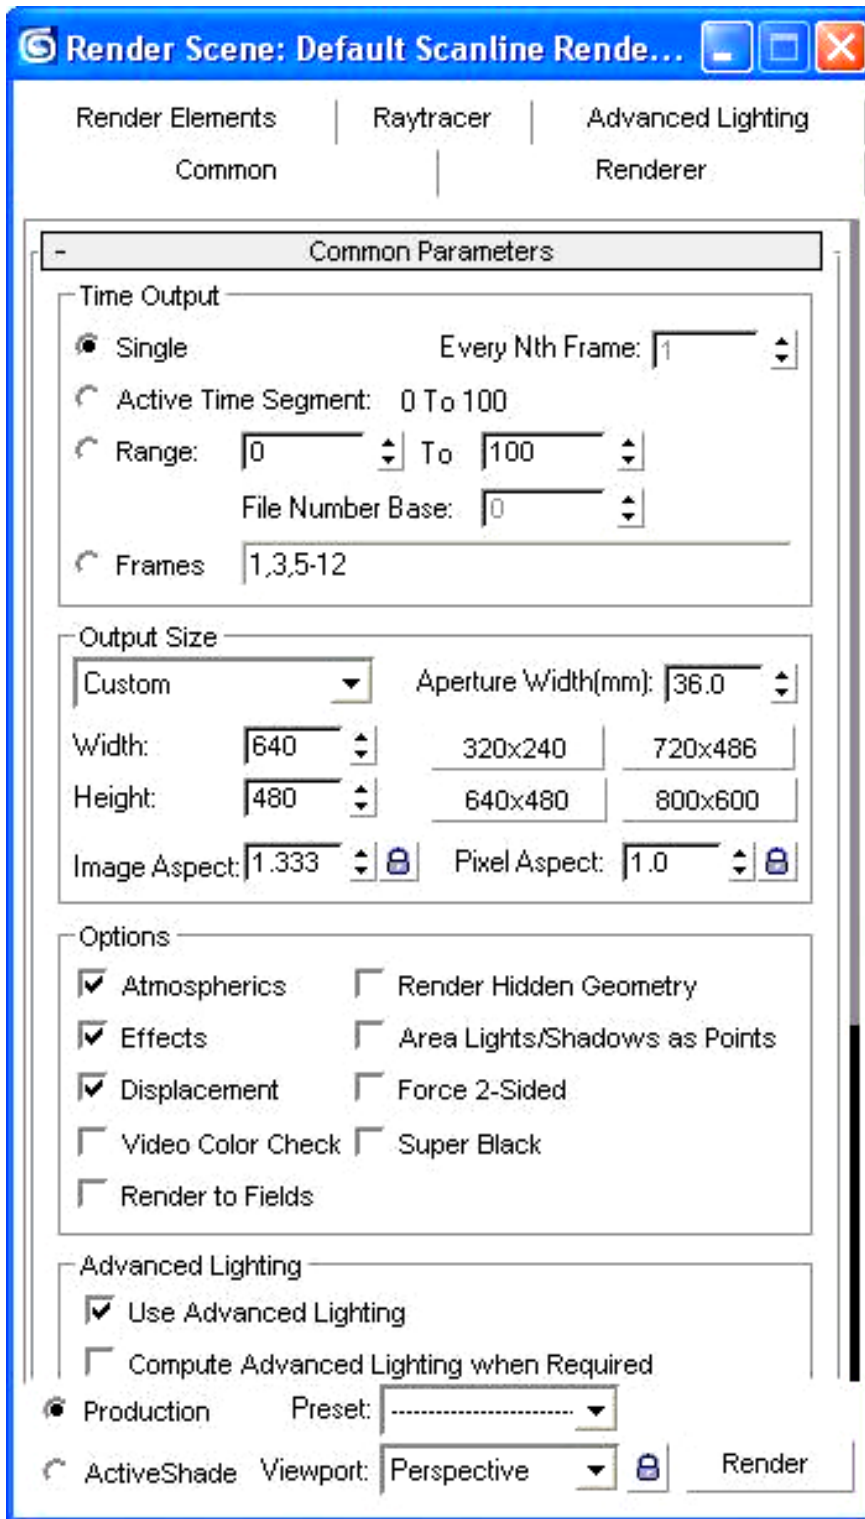 Render Scene: Default Scanline Rende...
Render Elements Raytracer Advanced Lighting
Common Renderer
- Common Parameters -
Time Output
Single Every Nth Frame: 1
Active Time Segment: 0 To 100
Range: 0 To 100
File Number Base: 0
Frames 1,3,5-12
Output Size
Custom Aperture Width(mm): 36.0
Width: 640 320x240 720x486
Height: 480 640x480 800x600
Image Aspect: 1.333 Pixel Aspect: 1.0
Options
Atmospherics Render Hidden Geometry
Effects Area Lights/Shadows as Points
Displacement Force 2-Sided
Video Color Check Super Black
Render to Fields
Advanced Lighting
Use Advanced Lighting
Compute Advanced Lighting when Required
Production Preset: -------------------------
ActiveShade Viewport: Perspective Render